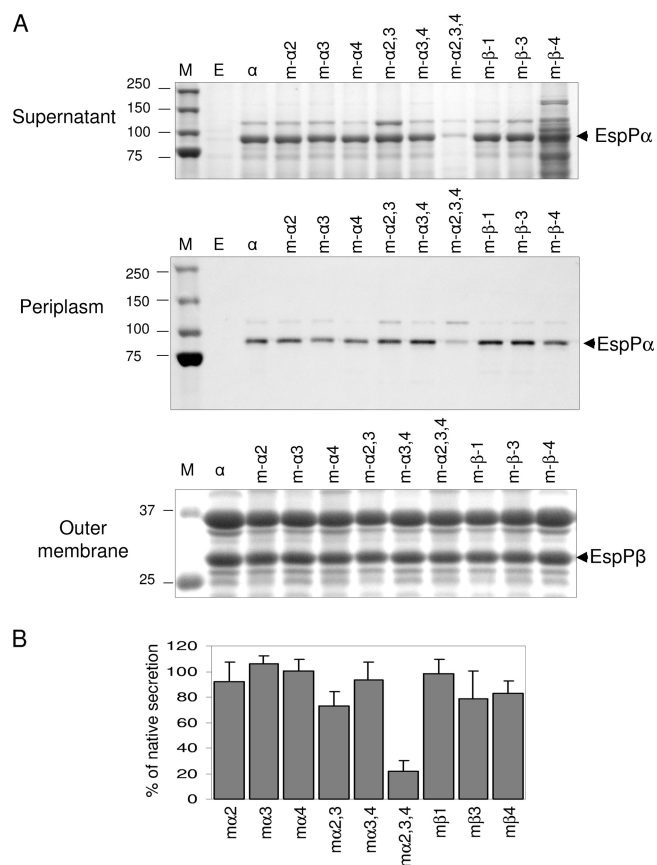 A
M E α m-α2 m-α3 m-α4 m-α2,3 m-α3,4 m-α2,3,4 m-β-1 m-β-3 m-β-4
Supernatant
250
150
100
75
EspPα
M E α m-α2 m-α3 m-α4 m-α2,3 m-α3,4 m-α2,3,4 m-β-1 m-β-3 m-β-4
Periplasm
250
150
100
75
EspPα
M α m-α2 m-α3 m-α4 m-α2,3 m-α3,4 m-α2,3,4 m-β-1 m-β-3 m-β-4
Outer
membrane
37
25
EspPβ
B
% of native secretion
120
100
80
60
40
20
0
mα2 mα3 mα4 mα2,3 mα3,4 mα2,3,4 mβ1 mβ3 mβ4